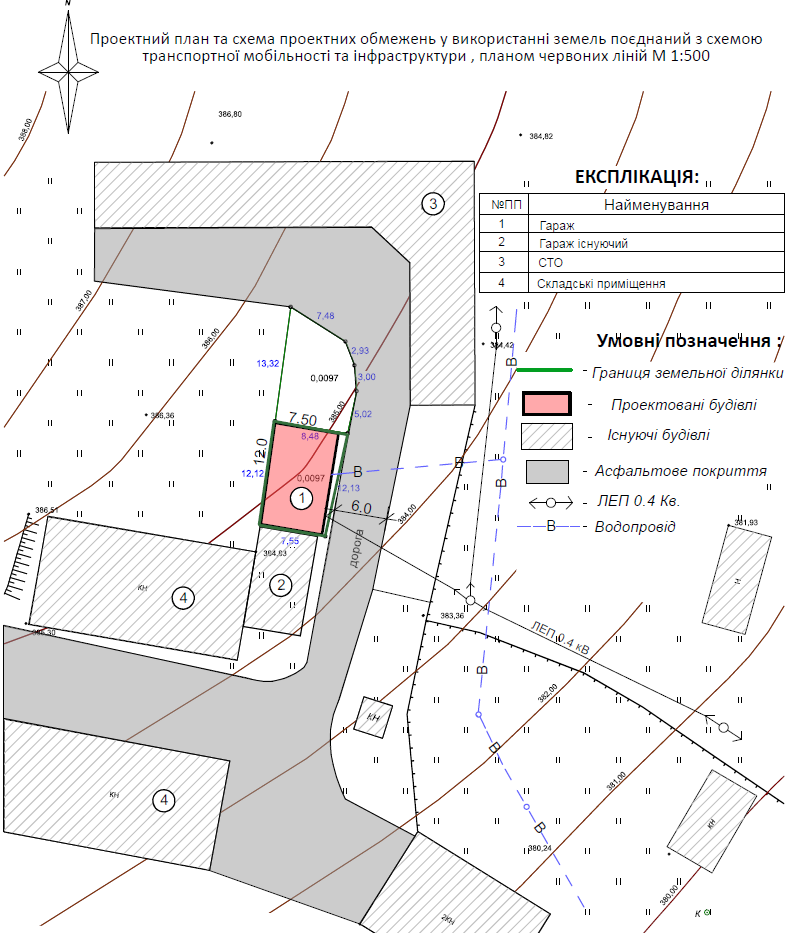 N
Проектний план та схема проектних обмежень у використанні земель поєднаний з схемою
транспортної мобільності та інфраструктури , планом червоних ліній М 1:500
388,00
386,80
384,82
ЕКСПЛІКАЦІЯ:
№ПП Найменування
1 Гараж
2 Гараж існуючий
3 СТО
4 Складські приміщення
3
387,00
386,00
7,48
2,93
3,00
5,02
13,32
0,0097
385,00
384,42
386,36
Умовні позначення :
- Границя земельної ділянки
- Проектовані будівлі
- Існуючі будівлі
- Асфальтове покриття
- ЛЕП 0.4 Кв.
В - Водопровід
7.50
8,48
12.0
12,12
0,0097
1
12,13
6.0
384,00
В
В
В
В
386,51
7,55
384,93
дорога
381,93
КН
4
2
Н
383,36
ЛЕП 0.4 кВ
385,30
В
382,00
КН
В
381,00
КН
4
В
380,24
КН
380,00
К
2КН